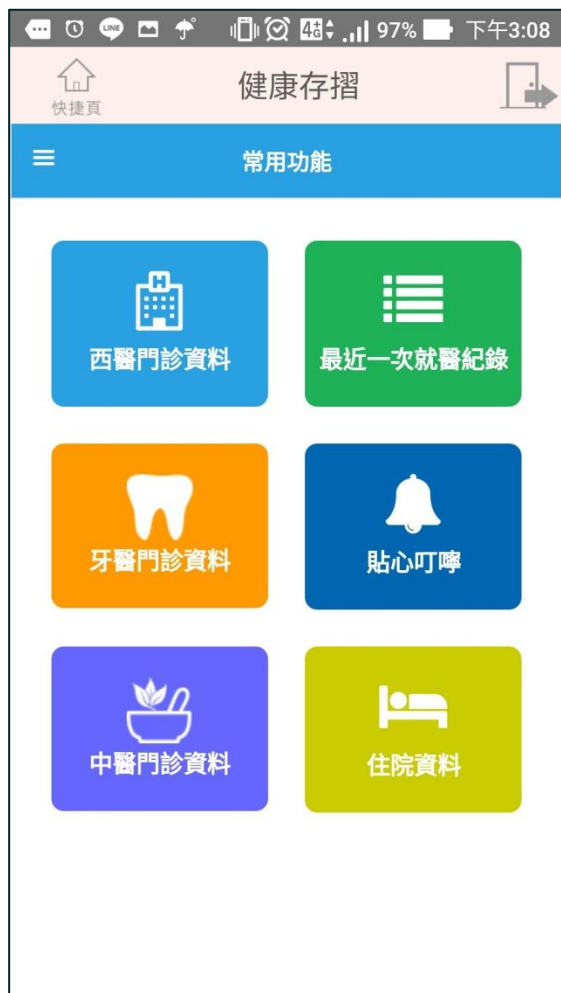 LINE 4G 97% 下午3:08
快捷頁
健康存摺
常用功能
H
西醫門診資料
最近一次就醫紀錄
牙醫門診資料
貼心叮嚀
中醫門診資料
住院資料